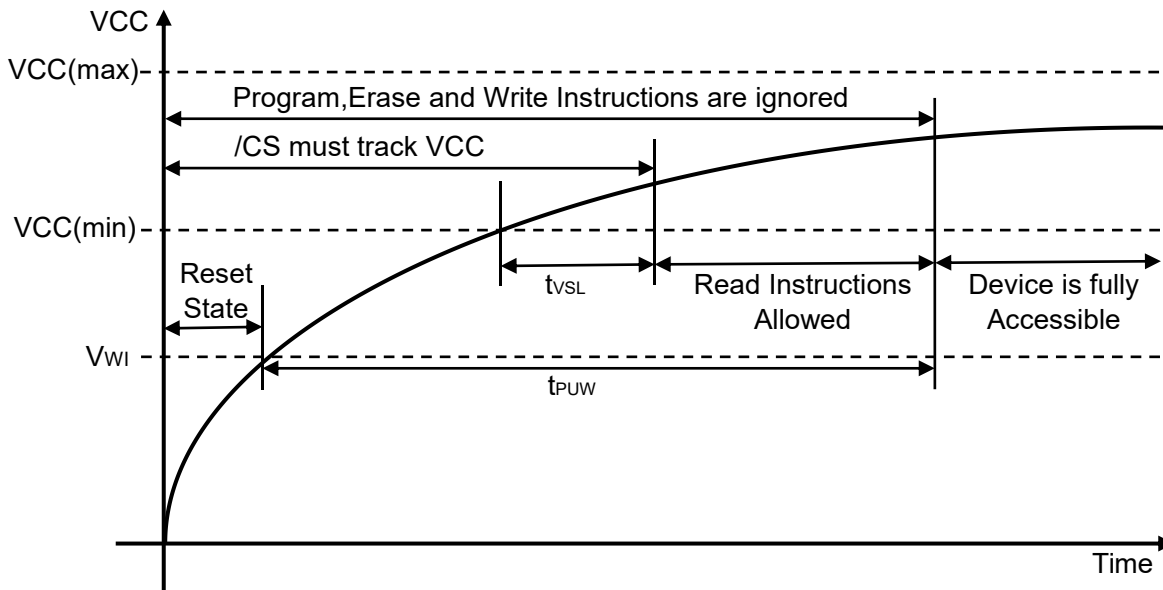 VCC
VCC(max)
Program,Erase and Write Instructions are ignored
/CS must track VCC
VCC(min)
Reset
State
tVSL
Read Instructions
Allowed
Device is fully
Accessible
VWI
tPUW
Time